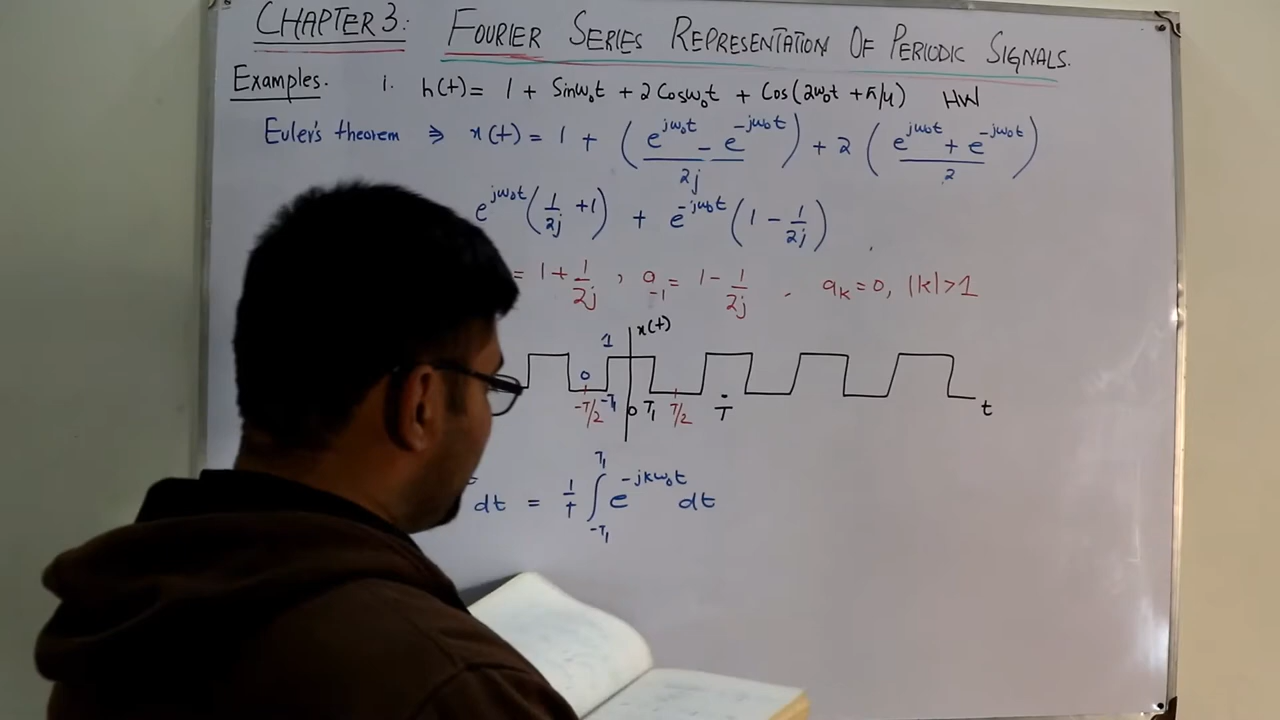 CHAPTER 3: FOURIER SERIES REPRESENTATION OF PERIODIC SIGNALS.
Examples. i. h(t) = 1 + Sinω₀t + 2 Cosω₀t + Cos(2ω₀t + π/4) HW
Euler's theorem ⇒ x(t) = 1 + ( (e^{jω₀t} - e^{-jω₀t}) / 2j ) + 2 ( (e^{jω₀t} + e^{-jω₀t}) / 2 )
e^{jω₀t} (1/2j + 1) + e^{-jω₀t} (1 - 1/2j)
= 1 + 1/2j , a₋₁ = 1 - 1/2j . a_k = 0, |k| > 1
x(t)
1
0
-T/2 -T₁ 0 T₁ T/2 T t
dt = 1/T ∫_{-T₁}^{T₁} e^{-jkω₀t} dt